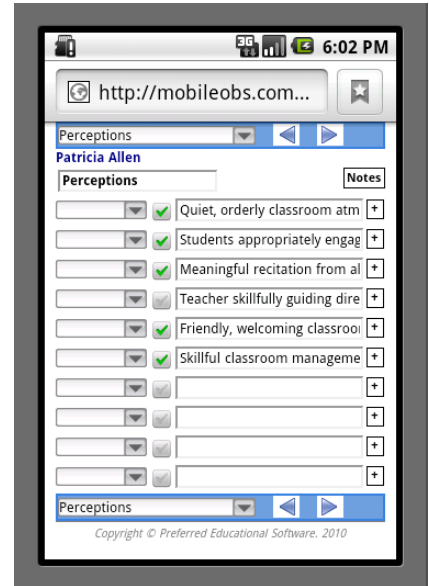 3G 6:02 PM
http://mobileobs.com...
Perceptions
Patricia Allen
Perceptions Notes
Quiet, orderly classroom atm +
Students appropriately engag +
Meaningful recitation from al +
Teacher skillfully guiding dire +
Friendly, welcoming classroo +
Skillful classroom manageme +
+
+
+
+
Perceptions
Copyright © Preferred Educational Software. 2010